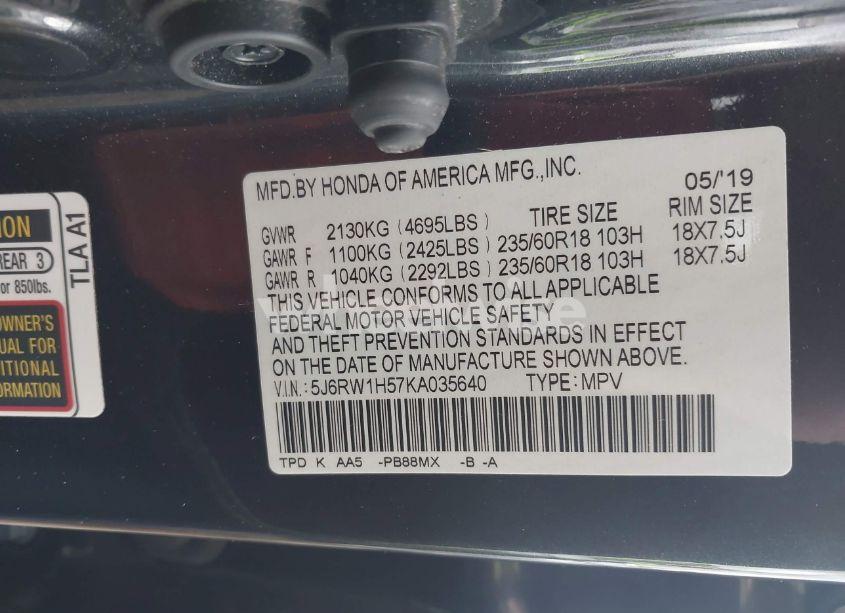 MFD.BY HONDA OF AMERICA MFG.,INC. 05/'19
TIRE SIZE RIM SIZE
GVWR 2130KG (4695LBS)
GAWR F 1100KG (2425LBS) 235/60R18 103H 18X7.5J
GAWR R 1040KG (2292LBS) 235/60R18 103H 18X7.5J
THIS VEHICLE CONFORMS TO ALL APPLICABLE
FEDERAL MOTOR VEHICLE SAFETY
AND THEFT PREVENTION STANDARDS IN EFFECT
ON THE DATE OF MANUFACTURE SHOWN ABOVE.
V.I.N.: 5J6RW1H57KA035640 TYPE: MPV
TPD K AA5 -PB88MX -B -A
ION
REAR 3
or 850lbs.
OWNER'S
UAL FOR
ITIONAL
ORMATION
TLA A1